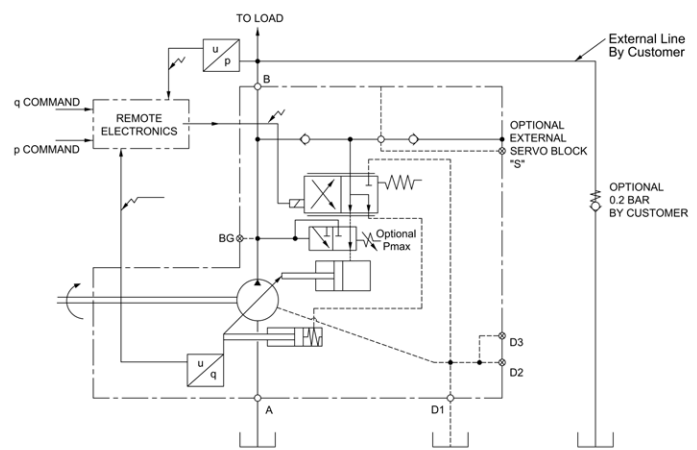 TO LOAD
External Line
By Customer
u
p
B
q COMMAND
REMOTE
ELECTRONICS
p COMMAND
OPTIONAL
EXTERNAL
SERVO BLOCK
"S"
OPTIONAL
0.2 BAR
BY CUSTOMER
BG
Optional
Pmax
D3
D2
u
q
A
D1